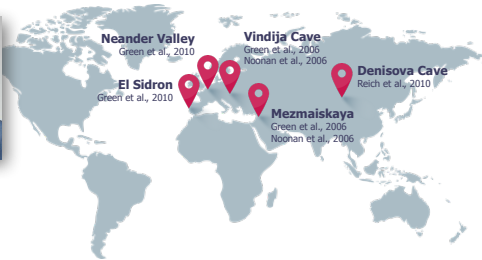 Neander Valley
Green et al., 2010
Vindija Cave
Green et al., 2006
Noonan et al., 2006
El Sidron
Green et al., 2010
Denisova Cave
Reich et al., 2010
Mezmaiskaya
Green et al., 2006
Noonan et al., 2006